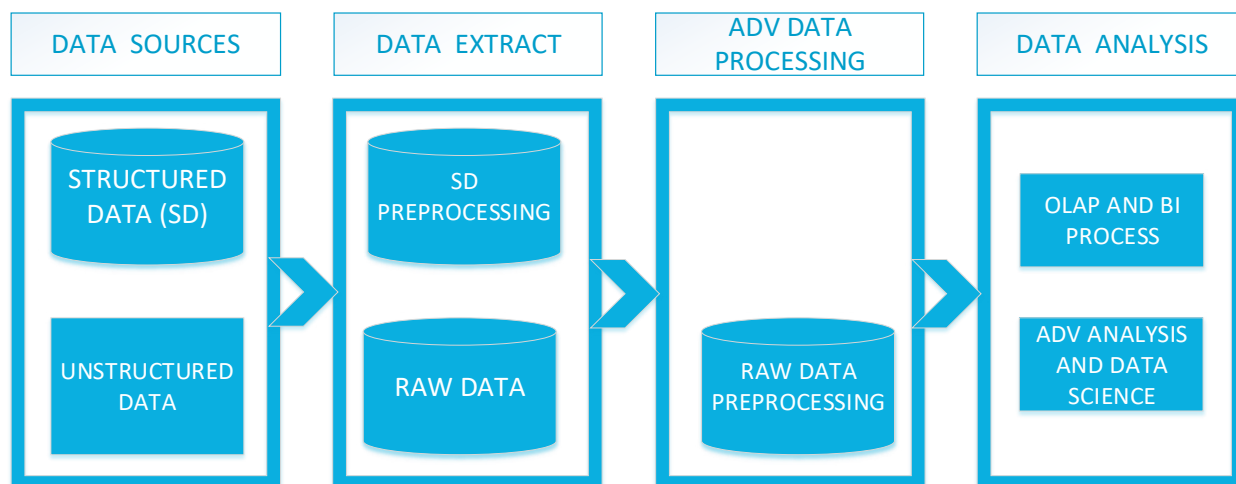 DATA SOURCES
DATA EXTRACT
ADV DATA
PROCESSING
DATA ANALYSIS
STRUCTURED
DATA (SD)
UNSTRUCTURED
DATA
SD
PREPROCESSING
RAW DATA
RAW DATA
PREPROCESSING
OLAP AND BI
PROCESS
ADV ANALYSIS
AND DATA
SCIENCE